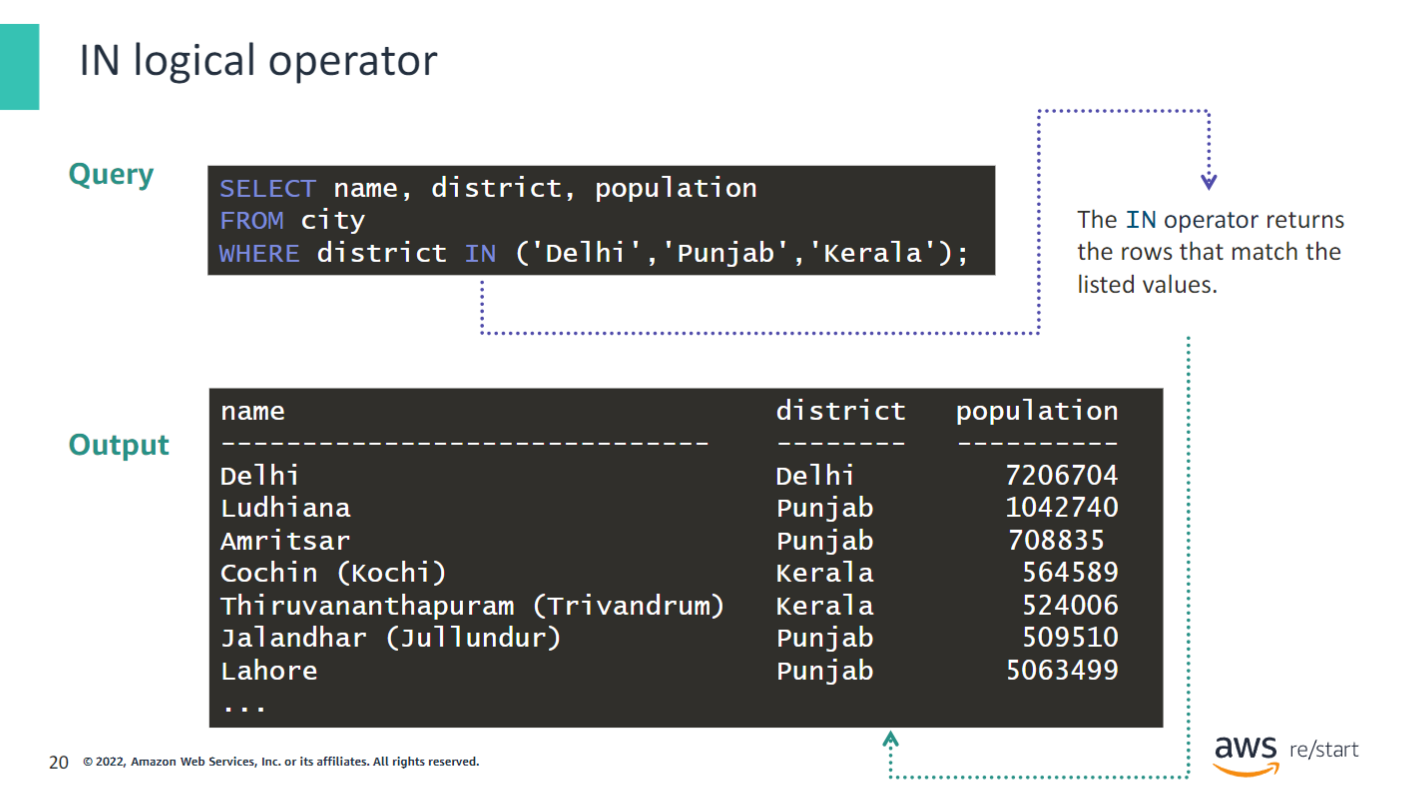 IN logical operator
Query
SELECT name, district, population
FROM city
WHERE district IN ('Delhi','Punjab','Kerala');
The IN operator returns
the rows that match the
listed values.
Output
name district population
------------------------------ -------- ----------
Delhi Delhi 7206704
Ludhiana Punjab 1042740
Amritsar Punjab 708835
Cochin (Kochi) Kerala 564589
Thiruvananthapuram (Trivandrum) Kerala 524006
Jalandhar (Jullundur) Punjab 509510
Lahore Punjab 5063499
...
20 © 2022, Amazon Web Services, Inc. or its affiliates. All rights reserved.
aws re/start